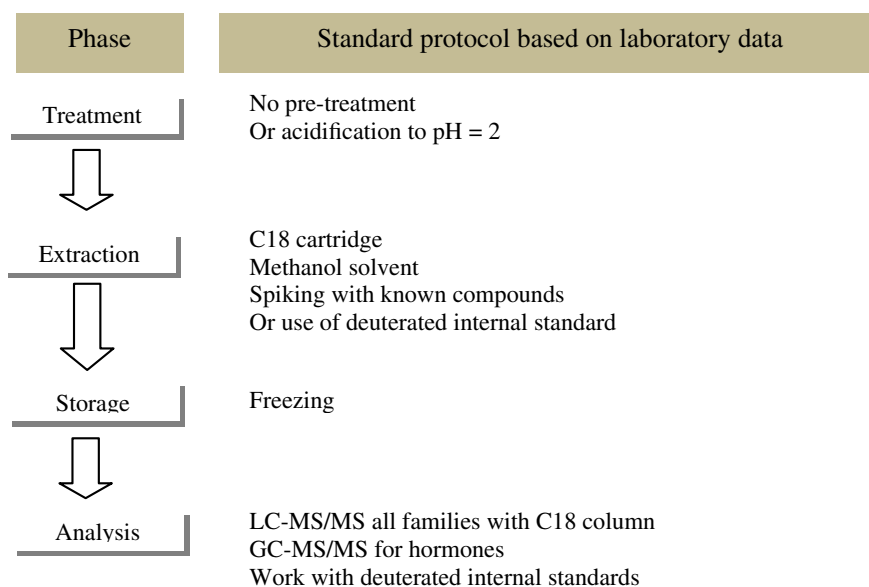 Phase
Standard protocol based on laboratory data
Treatment
No pre-treatment
Or acidification to pH = 2
Extraction
C18 cartridge
Methanol solvent
Spiking with known compounds
Or use of deuterated internal standard
Storage
Freezing
Analysis
LC-MS/MS all families with C18 column
GC-MS/MS for hormones
Work with deuterated internal standards